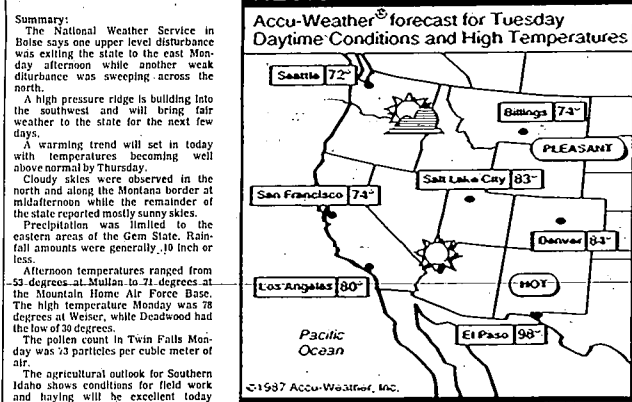 Summary:
The National Weather Service in
Boise says one upper level disturbance
was exiting the state to the east Mon-
day afternoon while another weak
diturbance was sweeping across the
north.
A high pressure ridge is building into
the southwest and will bring fair
weather to the state for the next few
days.
A warming trend will set in today
with temperatures becoming well
above normal by Thursday.
Cloudy skies were observed in the
north and along the Montana border at
midafternoon while the remainder of
the state reported mostly sunny skies.
Precipitation was limited to the
eastern areas of the Gem State. Rain-
fall amounts were generally .10 inch or
less.
Afternoon temperatures ranged from
53 degrees at Mullan to 71 degrees at
the Mountain Home Air Force Base.
The high temperature Monday was 78
degrees at Weiser, while Deadwood had
the low of 30 degrees.
The pollen count in Twin Falls Mon-
day was 73 particles per cubic meter of
air.
The agricultural outlook for Southern
Idaho shows conditions for field work
and haying will be excellent today
Accu-Weather® forecast for Tuesday
Daytime Conditions and High Temperatures
Seattle 72°
Billings 74°
PLEASANT
Salt Lake City 83°
San Francisco 74°
Denver 84°
Los Angeles 80°
HOT
El Paso 98°
Pacific
Ocean
©1987 Accu-Weather, Inc.